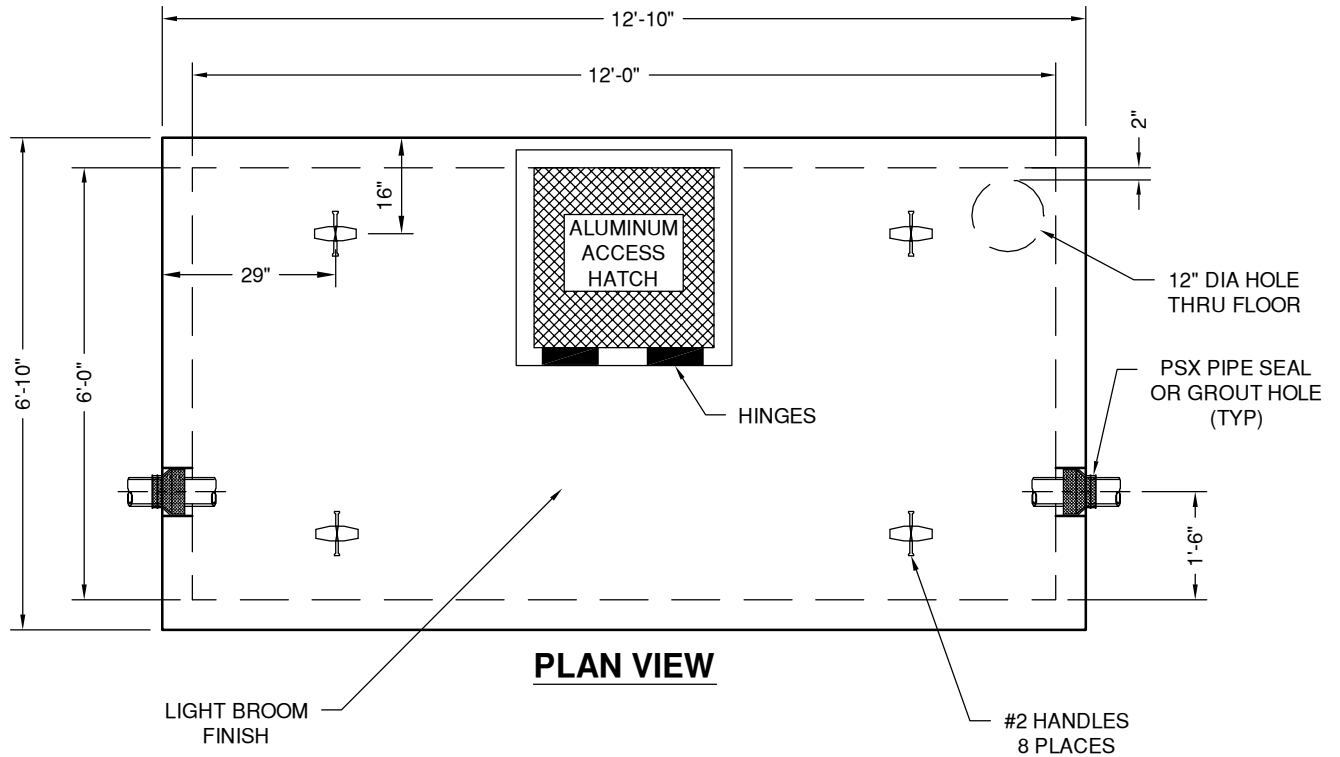 12'-10"
12'-0"
2"
16"
ALUMINUM
ACCESS
HATCH
29"
12" DIA HOLE
THRU FLOOR
6'-10"
6'-0"
PSX PIPE SEAL
OR GROUT HOLE
(TYP)
HINGES
1'-6"
PLAN VIEW
LIGHT BROOM
FINISH
#2 HANDLES
8 PLACES